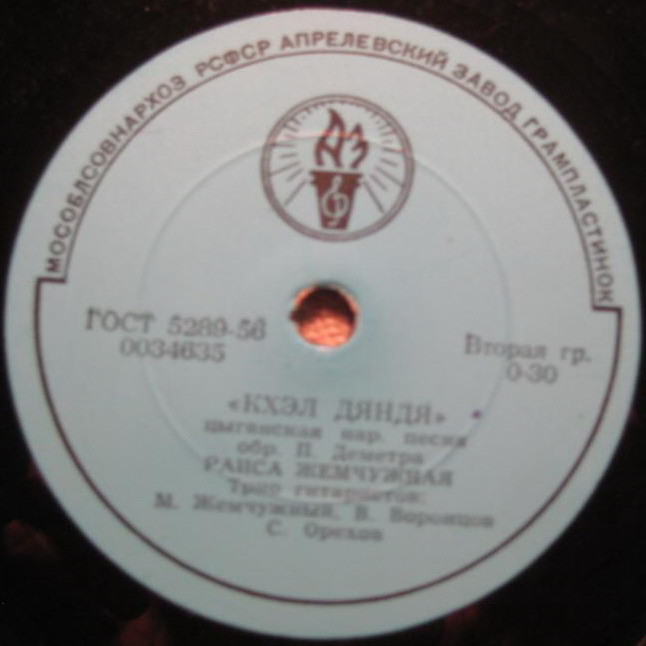 МОСОБЛСОВНАРХОЗ РСФСР АПРЕЛЕВСКИЙ ЗАВОД ГРАМПЛАСТИНОК
АЗ
ГОСТ 5289-56
0034635
Вторая гр.
0-30
«КХЭЛ ДЯНДЯ»
цыганская нар. песня
обр. П. Деметра
РАИСА ЖЕМЧУЖНАЯ
Трио гитаристов:
М. Жемчужный, В. Воронцов
С. Орехов